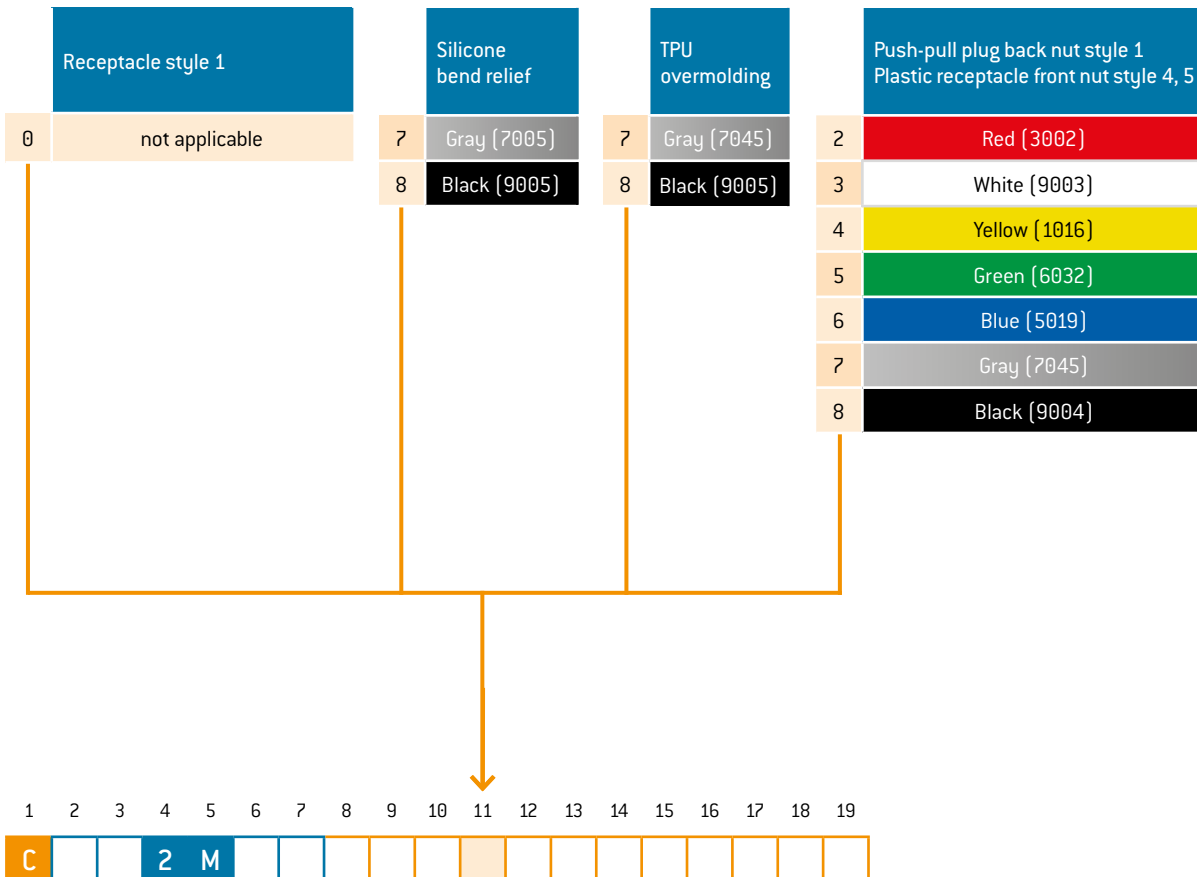 Receptacle style 1
Silicone
bend relief
TPU
overmolding
Push-pull plug back nut style 1
Plastic receptacle front nut style 4, 5
0 not applicable
7 Gray (7005)
8 Black (9005)
7 Gray (7045)
8 Black (9005)
2 Red (3002)
3 White (9003)
4 Yellow (1016)
5 Green (6032)
6 Blue (5019)
7 Gray (7045)
8 Black (9004)
1 2 3 4 5 6 7 8 9 10 11 12 13 14 15 16 17 18 19
C 2 M